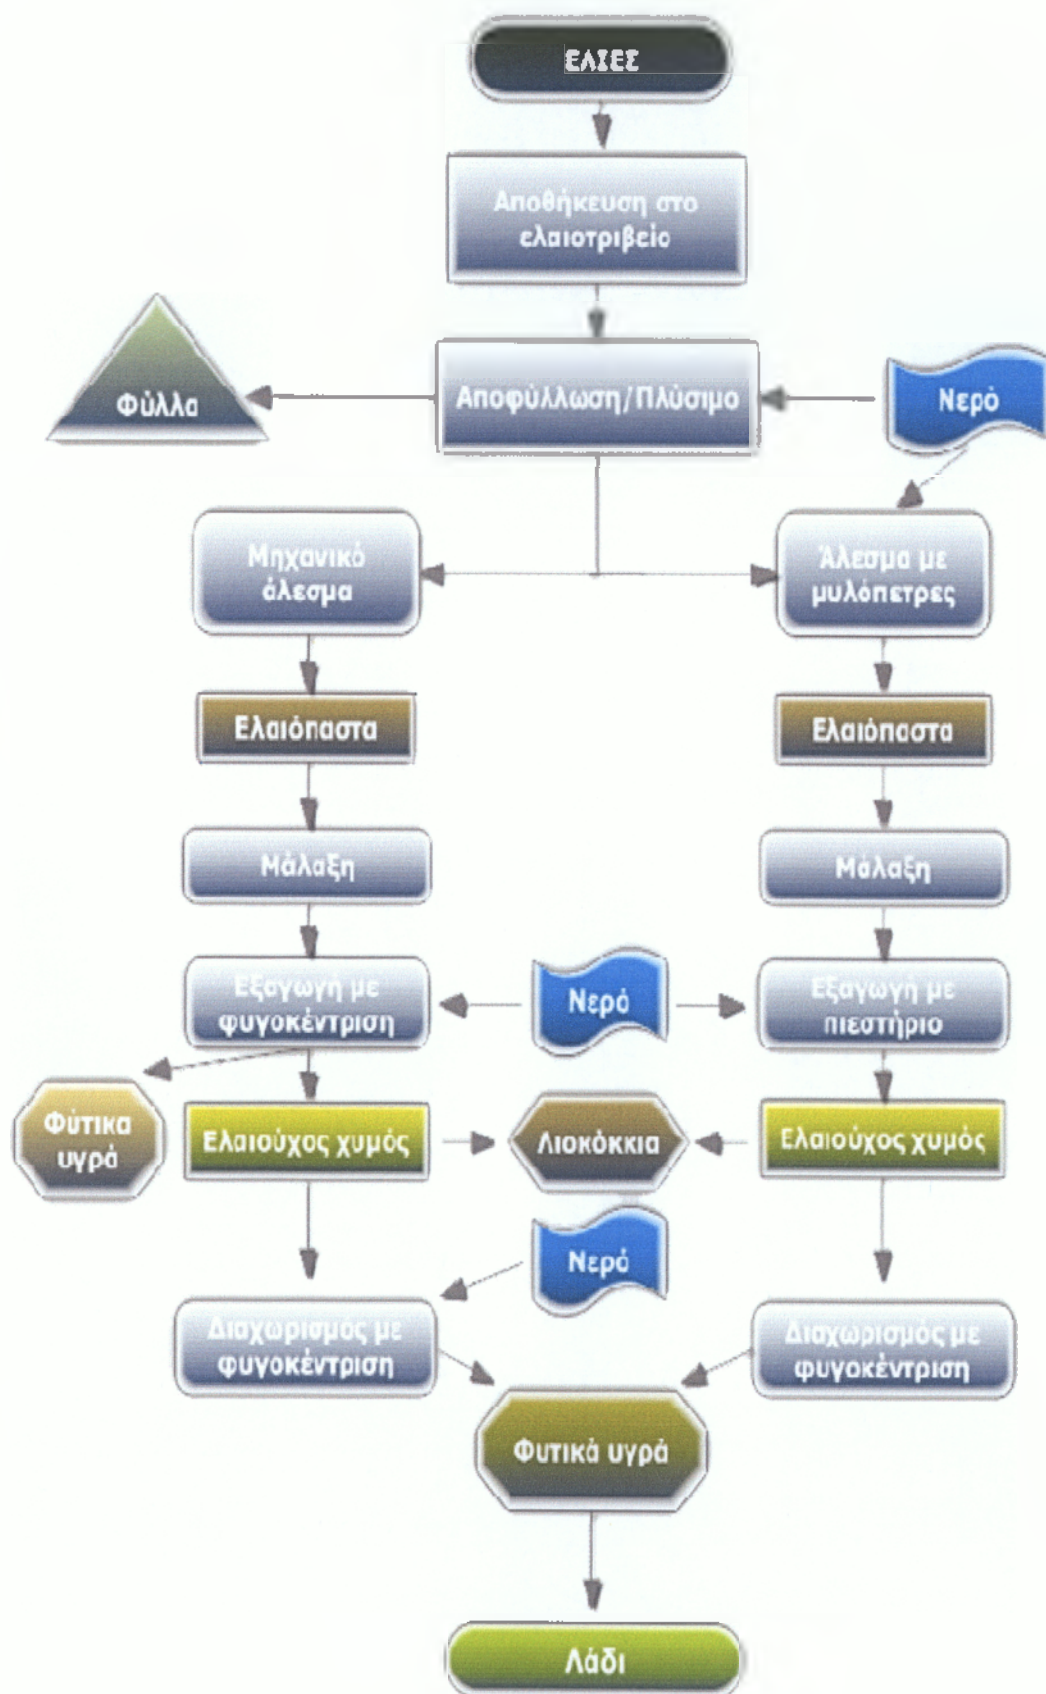 ΕΛΙΕΣ
Αποθήκευση στο
ελαιοτριβείο
Φύλλα
Αποφύλλωση/Πλύσιμο
Νερό
Μηχανικό
άλεσμα
Άλεσμα με
μυλόπετρες
Ελαιόπαστα
Ελαιόπαστα
Μάλαξη
Μάλαξη
Εξαγωγή με
φυγοκέντριση
Νερό
Εξαγωγή με
πιεστήριο
Φύτικα
υγρά
Ελαιούχος χυμός
Λιοκόκκια
Ελαιούχος χυμός
Νερό
Διαχωρισμός με
φυγοκέντριση
Διαχωρισμός με
φυγοκέντριση
Φυτικά υγρά
Λάδι